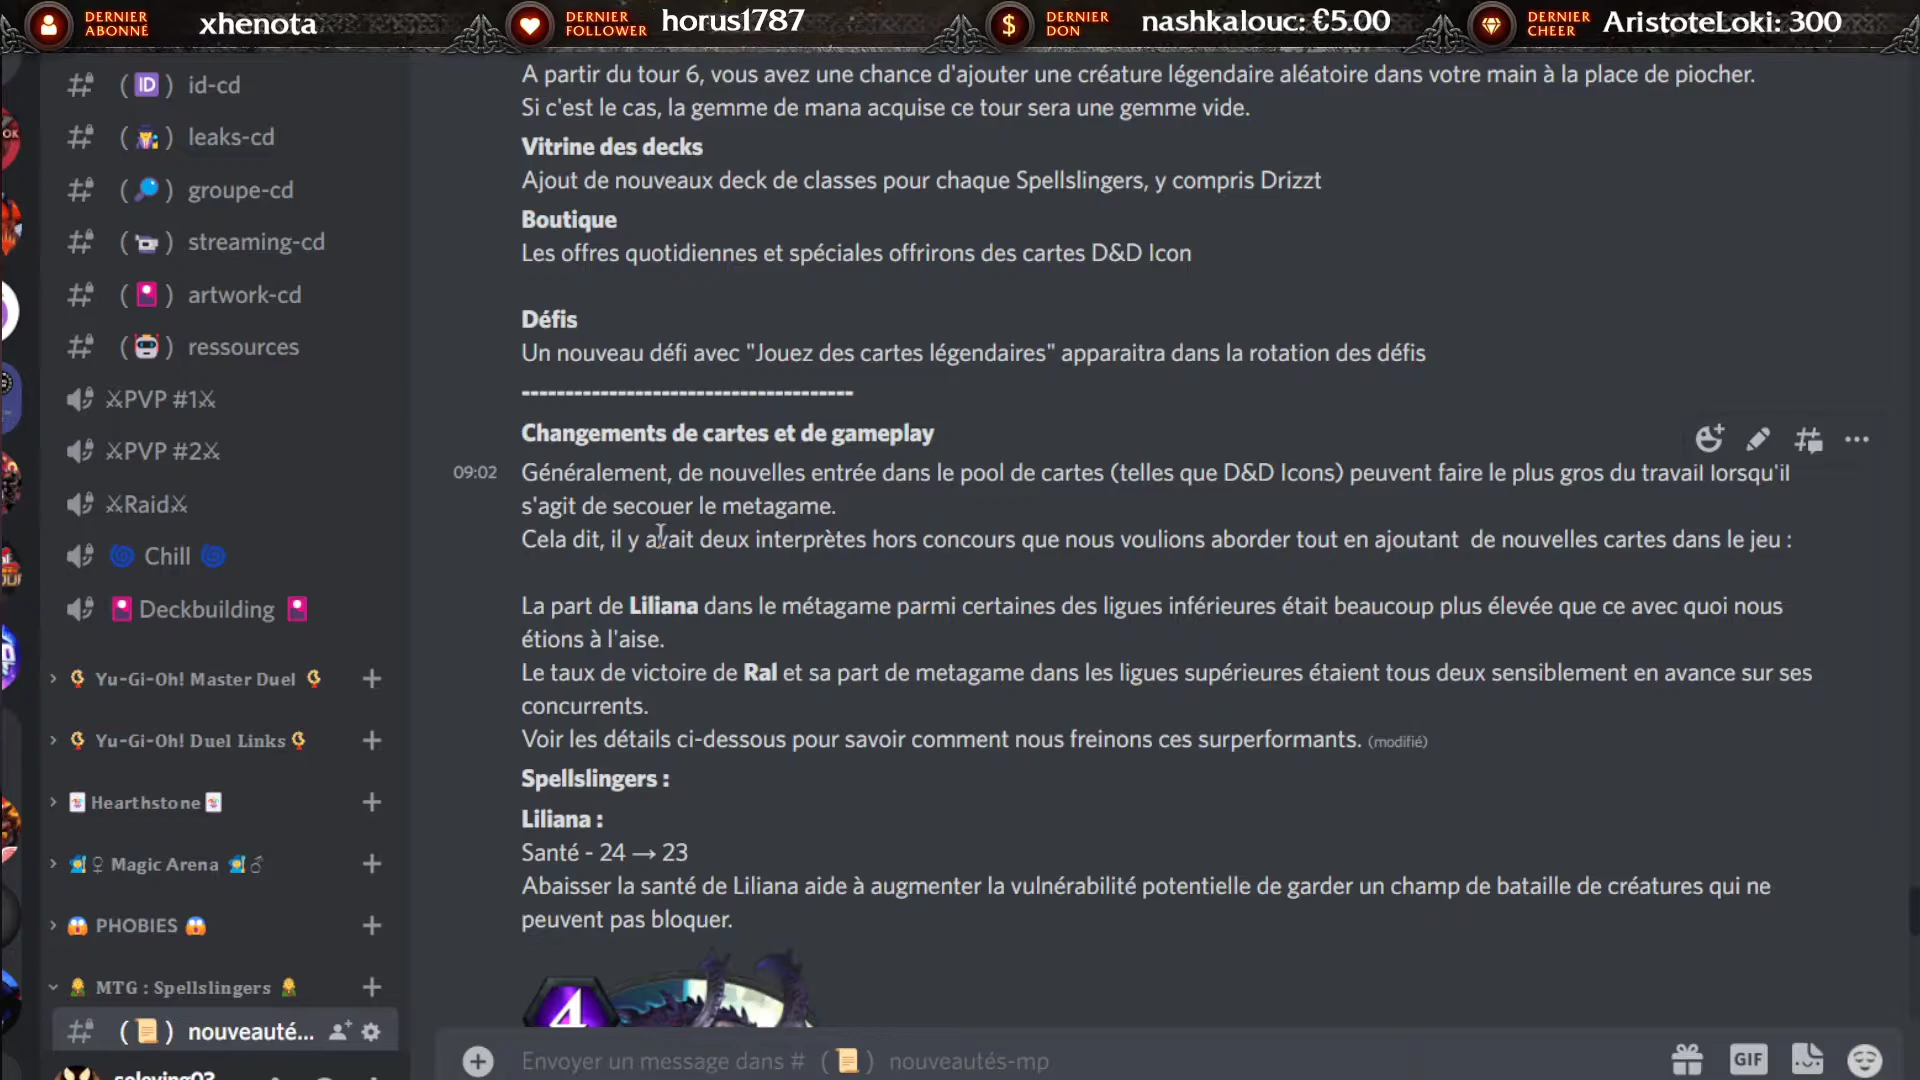 DERNIER ABONNÉ xhenota DERNIER FOLLOWER horus1787 DERNIER DON nashkalouc: €5.00 DERNIER CHEER AristoteLoki: 300
A partir du tour 6, vous avez une chance d'ajouter une créature légendaire aléatoire dans votre main à la place de piocher.
Si c'est le cas, la gemme de mana acquise ce tour sera une gemme vide.
Vitrine des decks
Ajout de nouveaux deck de classes pour chaque Spellslingers, y compris Drizzt
Boutique
Les offres quotidiennes et spéciales offrirons des cartes D&D Icon
Défis
Un nouveau défi avec "Jouez des cartes légendaires" apparaitra dans la rotation des défis
--------------------------------------
Changements de cartes et de gameplay
09:02 Généralement, de nouvelles entrée dans le pool de cartes (telles que D&D Icons) peuvent faire le plus gros du travail lorsqu'il
s'agit de secouer le metagame.
Cela dit, il y avait deux interprètes hors concours que nous voulions aborder tout en ajoutant de nouvelles cartes dans le jeu :
La part de Liliana dans le métagame parmi certaines des ligues inférieures était beaucoup plus élevée que ce avec quoi nous
étions à l'aise.
Le taux de victoire de Ral et sa part de metagame dans les ligues supérieures étaient tous deux sensiblement en avance sur ses
concurrents.
Voir les détails ci-dessous pour savoir comment nous freinons ces surperformants. (modifié)
Spellslingers :
Liliana :
Santé - 24 → 23
Abaisser la santé de Liliana aide à augmenter la vulnérabilité potentielle de garder un champ de bataille de créatures qui ne
peuvent pas bloquer.
4
Envoyer un message dans # ( ) nouveautés-mp
GIF
# (ID) id-cd
# ( ) leaks-cd
# ( ) groupe-cd
# ( ) streaming-cd
# ( ) artwork-cd
# ( ) ressources
⚔PVP #1⚔
⚔PVP #2⚔
⚔Raid⚔
Chill
Deckbuilding
Yu-Gi-Oh! Master Duel
Yu-Gi-Oh! Duel Links
Hearthstone
Magic Arena
PHOBIES
MTG : Spellslingers
# ( ) nouveauté...